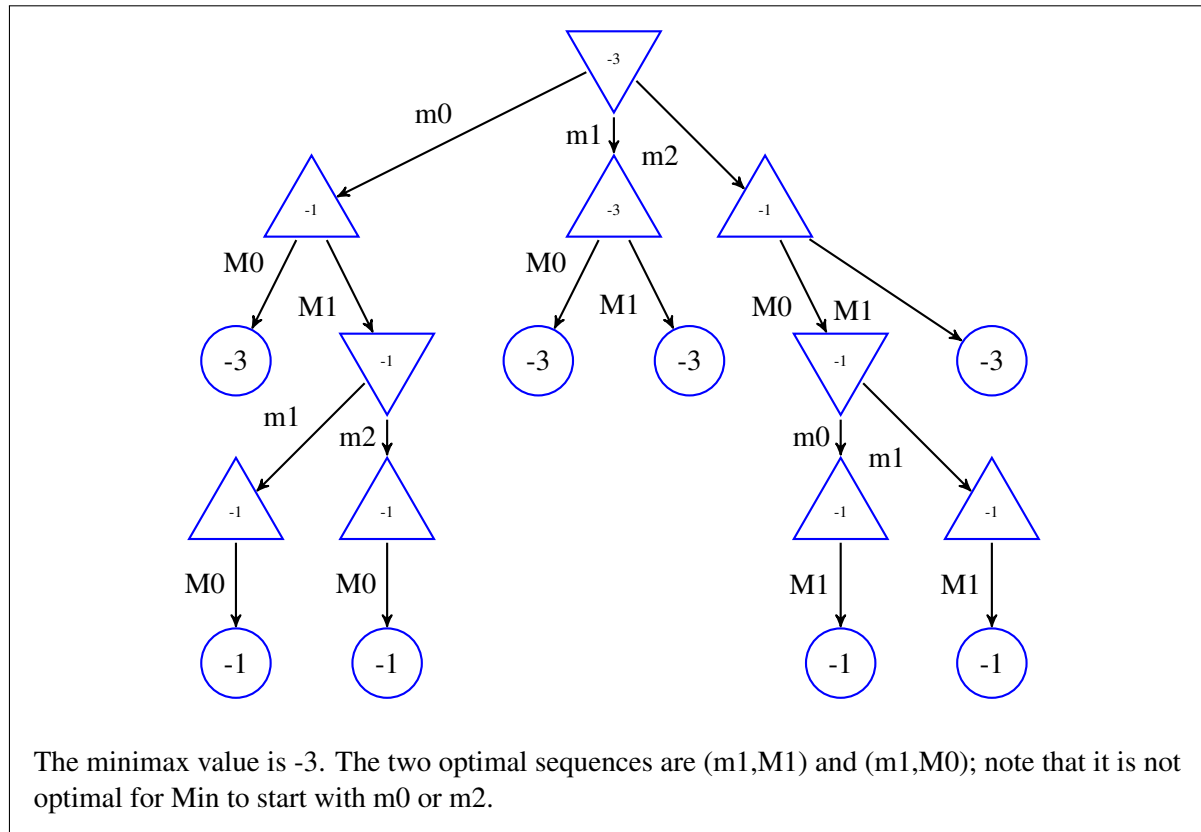 -3
m0
m1
m2
-1
-3
-1
M0
M1
M0
M1
M0
M1
-3
-1
-3
-3
-1
-3
m1
m2
m0
m1
-1
-1
-1
-1
M0
M0
M1
M1
-1
-1
-1
-1
The minimax value is -3. The two optimal sequences are (m1,M1) and (m1,M0); note that it is not
optimal for Min to start with m0 or m2.